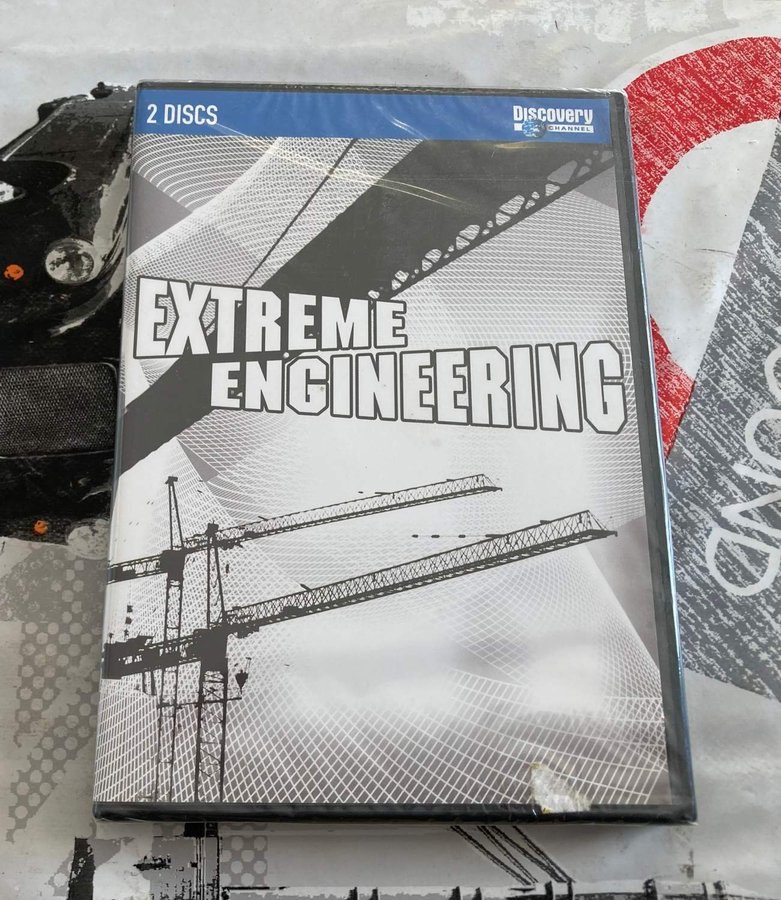 2 DISCS
Discovery
CHANNEL
EXTREME
ENGINEERING